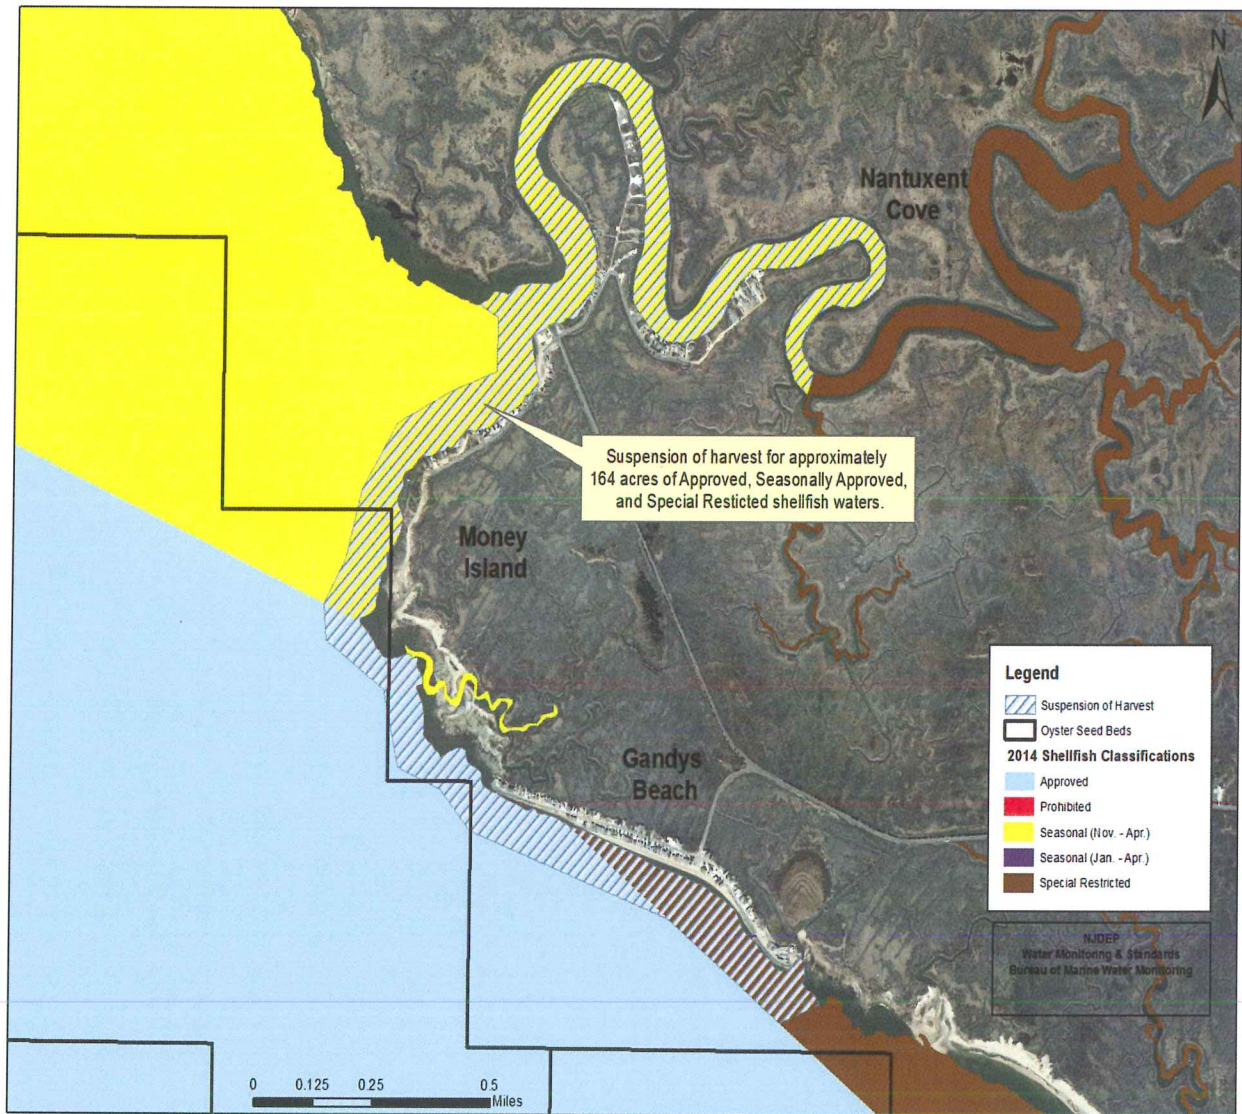 N
Nantuxent
Cove
Suspension of harvest for approximately
164 acres of Approved, Seasonally Approved,
and Special Resticted shellfish waters.
Money
Island
Gandys
Beach
Legend
Suspension of Harvest
Oyster Seed Beds
2014 Shellfish Classifications
Approved
Prohibited
Seasonal (Nov. - Apr.)
Seasonal (Jan. - Apr.)
Special Restricted
NJDEP
Water Monitoring & Standards
Bureau of Marine Water Monitoring
0 0.125 0.25 0.5
Miles